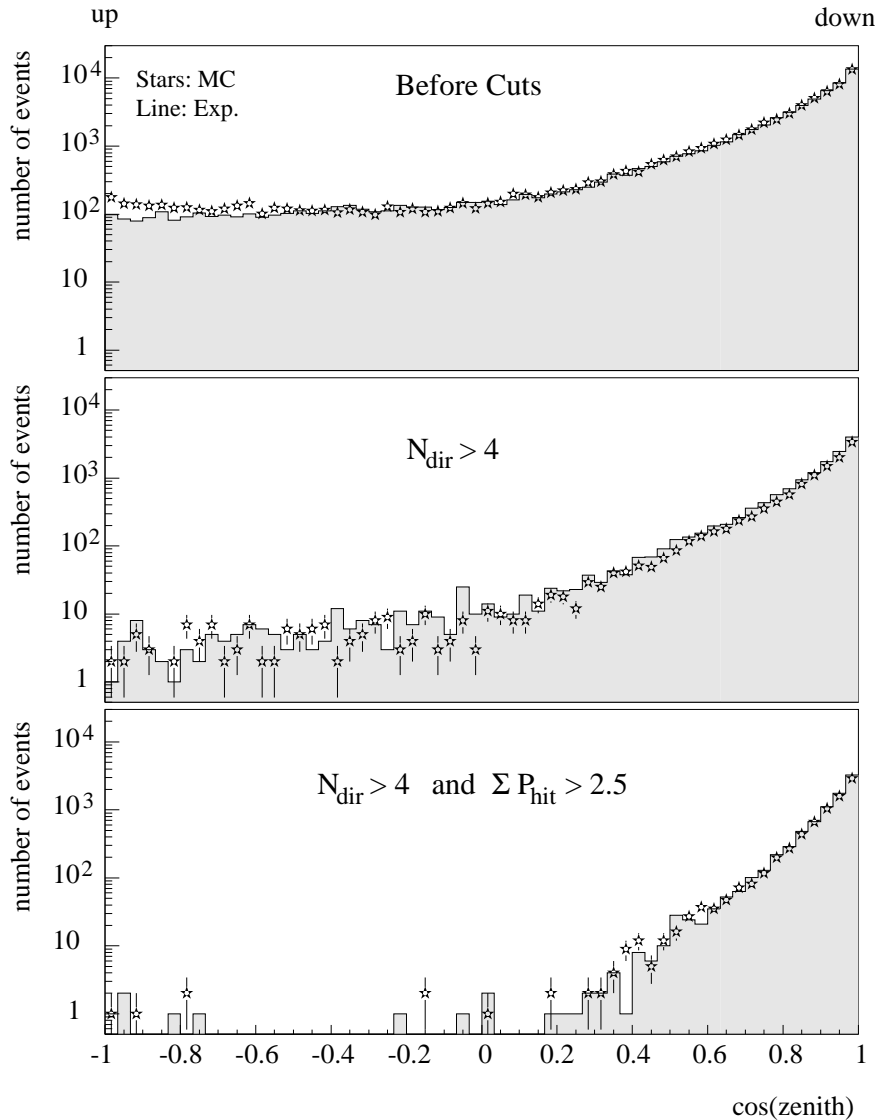 up down
number of events
10^4
10^3
10^2
10
1
Stars: MC
Line: Exp.
Before Cuts
number of events
10^4
10^3
10^2
10
1
N_dir > 4
number of events
10^4
10^3
10^2
10
1
N_dir > 4 and Σ P_hit > 2.5
-1 -0.8 -0.6 -0.4 -0.2 0 0.2 0.4 0.6 0.8 1
cos(zenith)